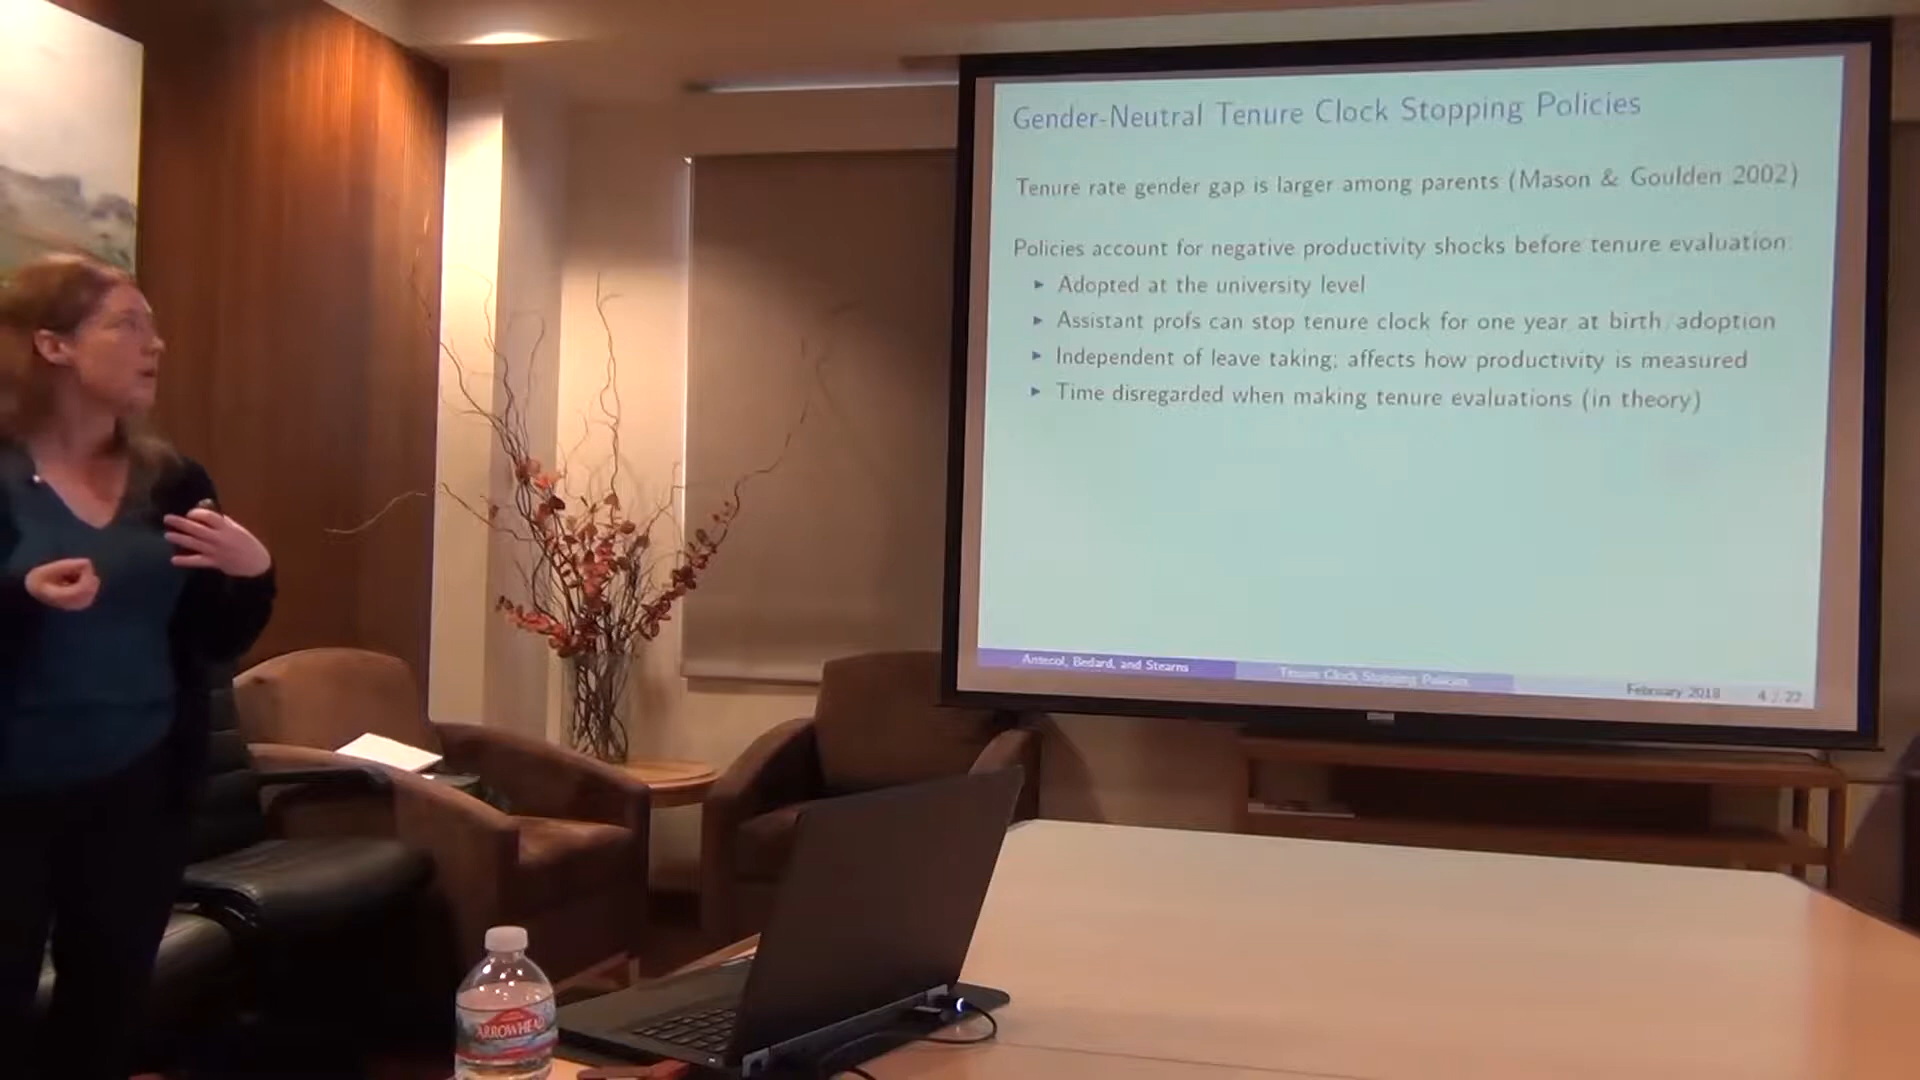 Gender-Neutral Tenure Clock Stopping Policies
Tenure rate gender gap is larger among parents (Mason & Goulden 2002)
Policies account for negative productivity shocks before tenure evaluation:
► Adopted at the university level
► Assistant profs can stop tenure clock for one year at birth/adoption
► Independent of leave taking; affects how productivity is measured
► Time disregarded when making tenure evaluations (in theory)
Antecol, Bedard, and Stearns
Tenure Clock Stopping Policies
February 2018
4 / 22
ARROWHEAD